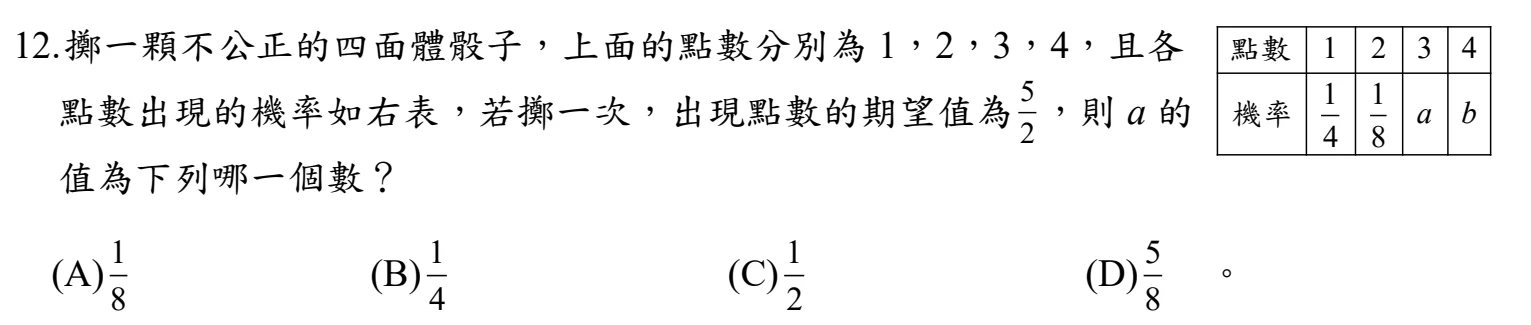 12.擲一顆不公正的四面體骰子，上面的點數分別為 1，2，3，4，且各
點數出現的機率如右表，若擲一次，出現點數的期望值為 5/2，則 a 的
值為下列哪一個數？
點數 1 2 3 4
機率 1/4 1/8 a b
(A) 1/8 (B) 1/4 (C) 1/2 (D) 5/8 。